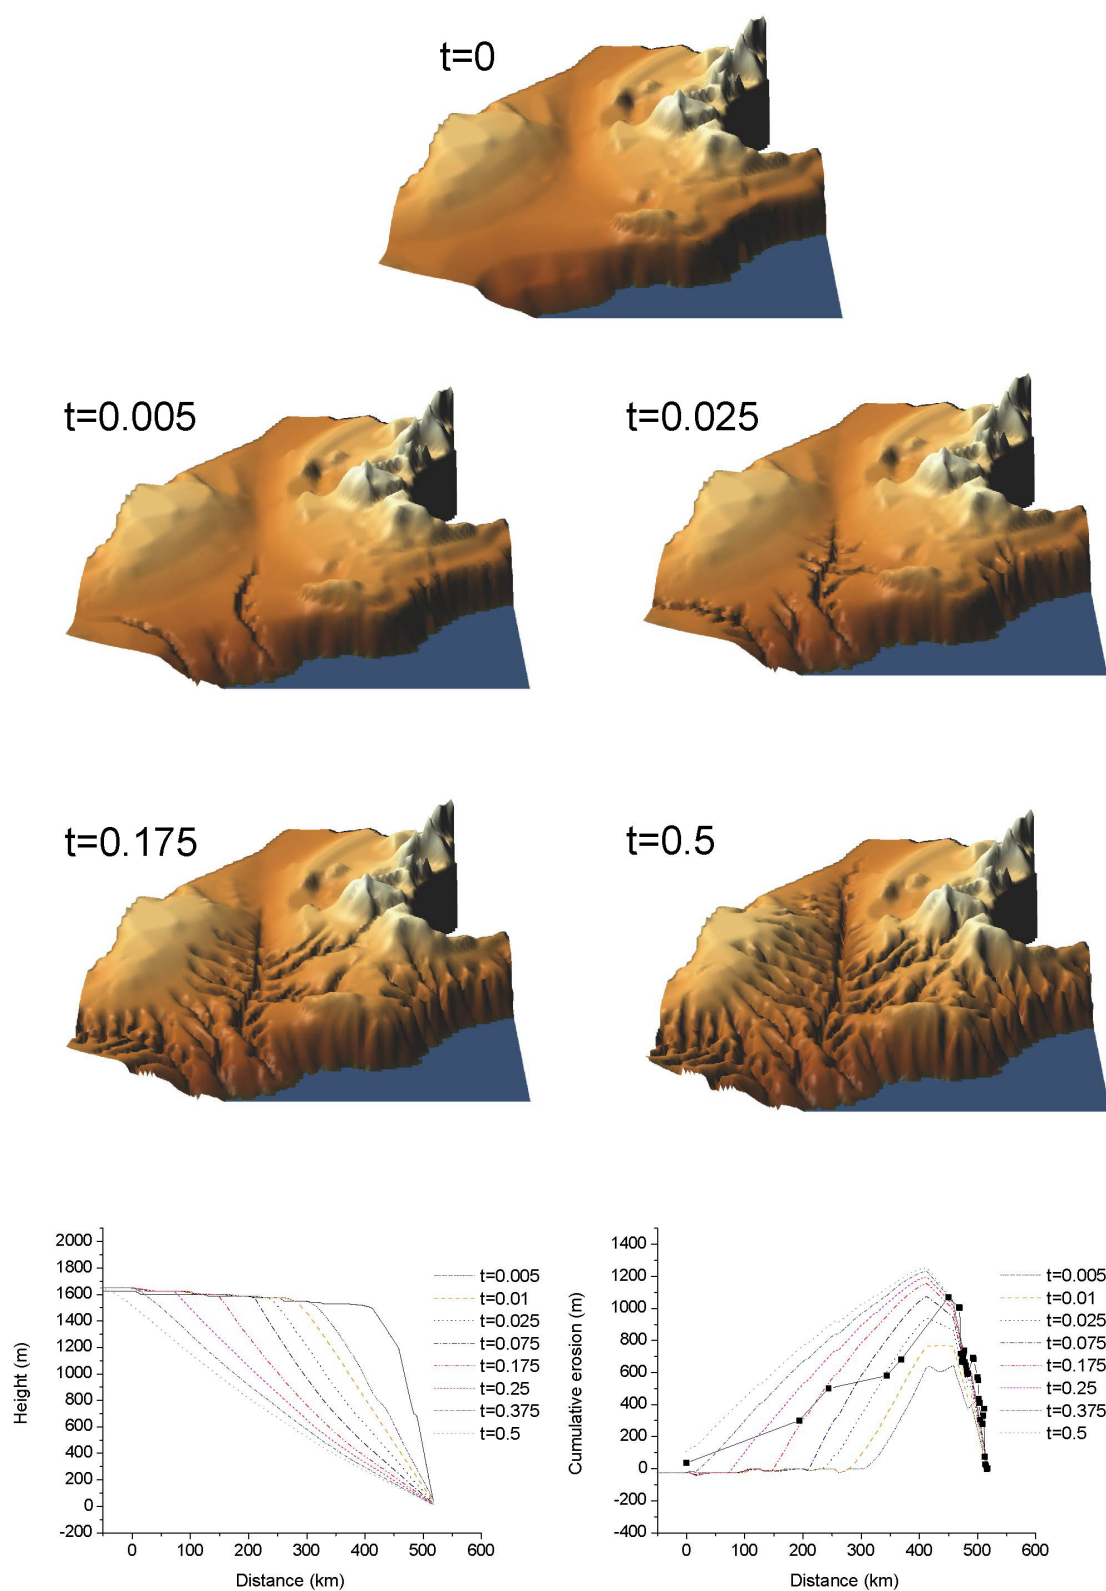 t=0
t=0.005
t=0.025
t=0.175
t=0.5
2000
1800
1600
1400
1200
1000
800
600
400
200
0
-200
Height (m)
0 100 200 300 400 500 600
Distance (km)
t=0.005
t=0.01
t=0.025
t=0.075
t=0.175
t=0.25
t=0.375
t=0.5
1400
1200
1000
800
600
400
200
0
-200
-400
Cumulative erosion (m)
0 100 200 300 400 500 600
Distance (km)
t=0.005
t=0.01
t=0.025
t=0.075
t=0.175
t=0.25
t=0.375
t=0.5